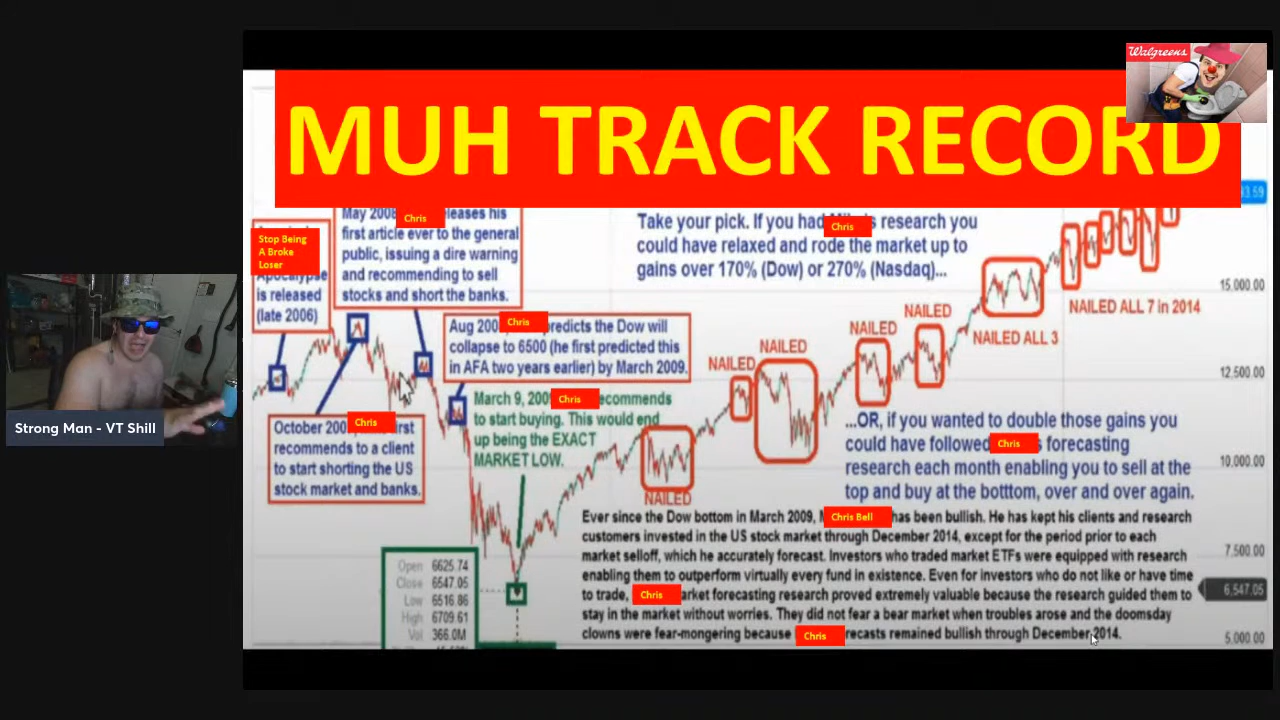 Walgreens
MUH TRACK RECORD
Stop Being
A Broke
Loser
Apocalypse
is released
(late 2006)
May 2008 Chris releases his
first article ever to the general
public, issuing a dire warning
and recommending to sell
stocks and short the banks.
Take your pick. If you had Chris research you
could have relaxed and rode the market up to
gains over 170% (Dow) or 270% (Nasdaq)...
93.59
15,000.00
NAILED ALL 7 in 2014
NAILED
NAILED
NAILED ALL 3
Aug Chris predicts the Dow will
collapse to 6500 (he first predicted this
in AFA two years earlier) by March 2009.
NAILED
NAILED
12,500.00
March 9, Chris recommends
to start buying. This would end
up being the EXACT
MARKET LOW.
October Chris first
recommends to a client
to start shorting the US
stock market and banks.
...OR, if you wanted to double those gains you
could have followed Chris forecasting
research each month enabling you to sell at the
top and buy at the botttom, over and over again.
10,000.00
NAILED
Strong Man - VT Shill
Ever since the Dow bottom in March 2009, Chris Bell has been bullish. He has kept his clients and research
customers invested in the US stock market through December 2014, except for the period prior to each
market selloff, which he accurately forecast. Investors who traded market ETFs were equipped with research
enabling them to outperform virtually every fund in existence. Even for investors who do not like or have time
to trade, Chris market forecasting research proved extremely valuable because the research guided them to
stay in the market without worries. They did not fear a bear market when troubles arose and the doomsday
clowns were fear-mongering because Chris forecasts remained bullish through December 2014.
7,500.00
6,547.05
5,000.00
Open 6625.74
Close 6547.05
Low 6516.86
High 6709.61
Vol 366.0M